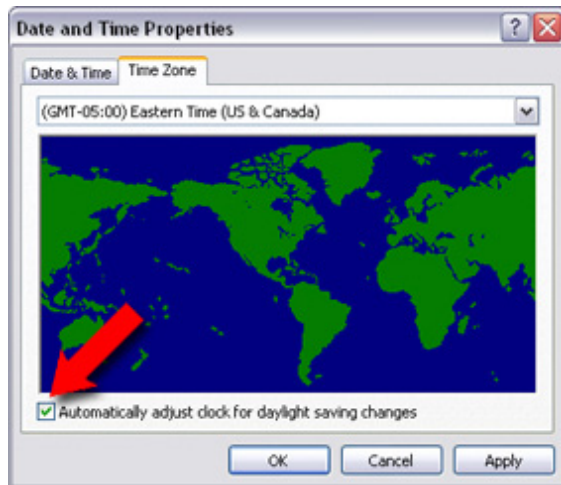 Date and Time Properties
Date & Time Time Zone
(GMT-05:00) Eastern Time (US & Canada)
Automatically adjust clock for daylight saving changes
OK Cancel Apply